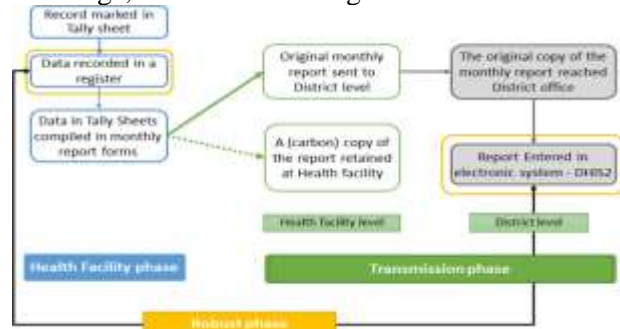 Record marked in
Tally sheet
Data recorded in a
register
Data in Tally Sheets
compiled in monthly
report forms
Original monthly
report sent to
District level
A (carbon) copy of
the report retained
at Health facility
The original copy of the
monthly report reached
District office
Report Entered in
electronic system - DHIS2
Health facility level
District level
Health Facility phase
Transmission phase
Robust phase